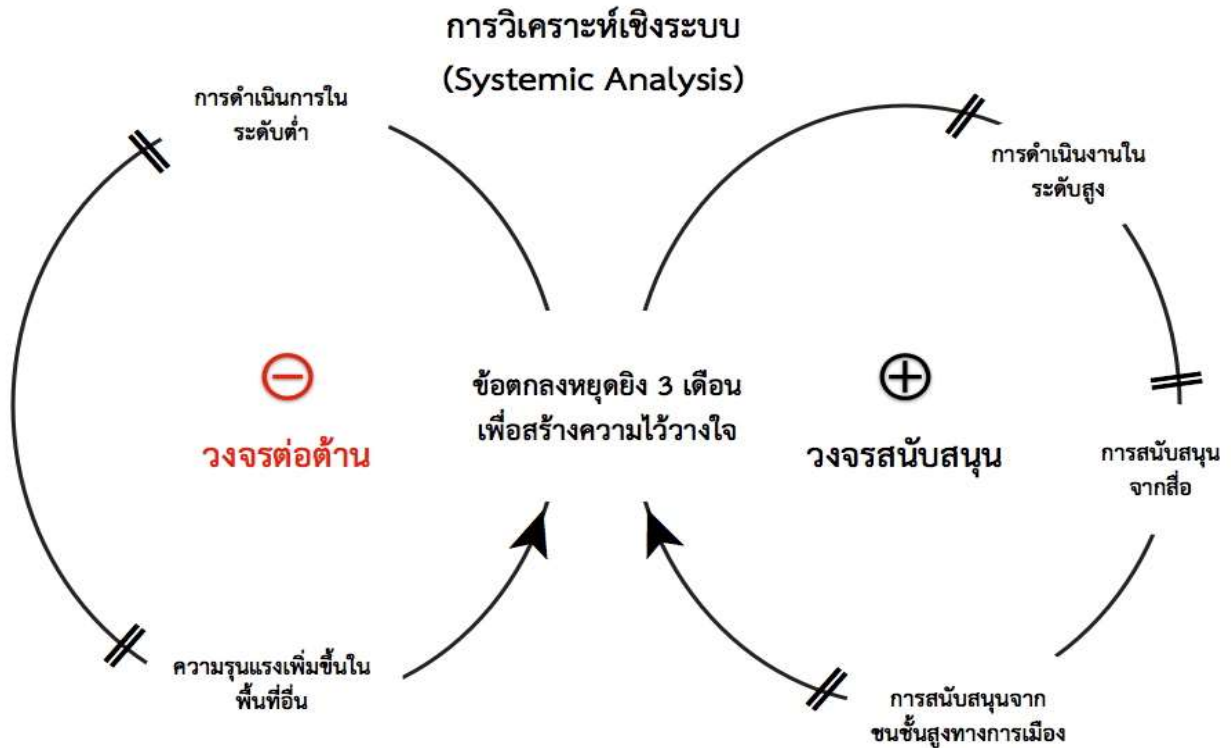 การวิเคราะห์เชิงระบบ
(Systemic Analysis)
การดำเนินการใน
ระดับต่ำ
การดำเนินงานใน
ระดับสูง
ข้อตกลงหยุดยิง 3 เดือน
เพื่อสร้างความไว้วางใจ
วงจรต่อต้าน
วงจรสนับสนุน
การสนับสนุน
จากสื่อ
ความรุนแรงเพิ่มขึ้นใน
พื้นที่อื่น
การสนับสนุนจาก
ชนชั้นสูงทางการเมือง